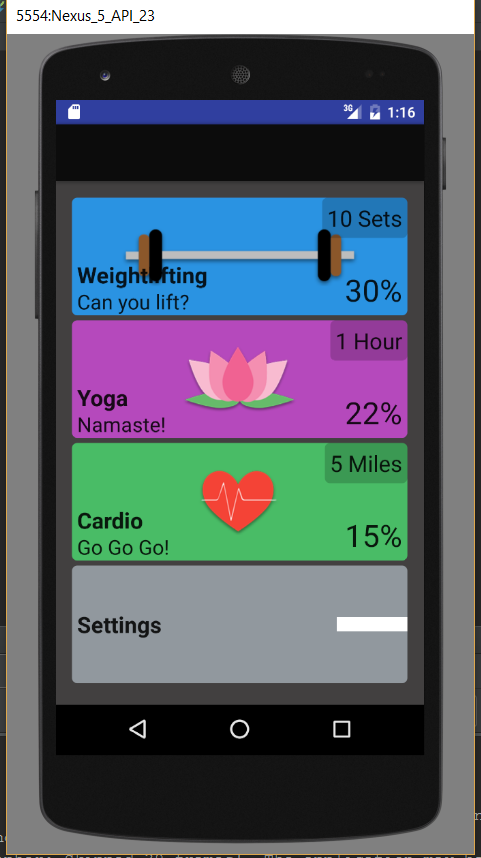 5554:Nexus_5_API_23
3G 1:16
10 Sets
Weightlifting
Can you lift?
30%
1 Hour
Yoga
Namaste!
22%
5 Miles
Cardio
Go Go Go!
15%
Settings